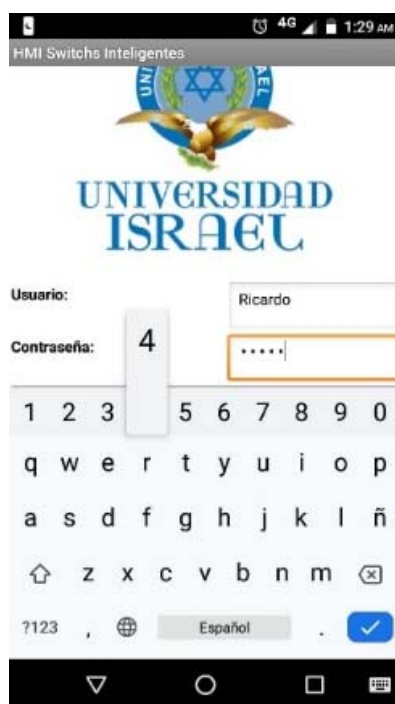 4G 1:29 AM
HMI Switchs Inteligentes
UNIVERSIDAD
ISRAEL
Usuario: Ricardo
Contraseña: •••••
4
1 2 3 5 6 7 8 9 0
q w e r t y u i o p
a s d f g h j k l ñ
z x c v b n m
?123 , Español .